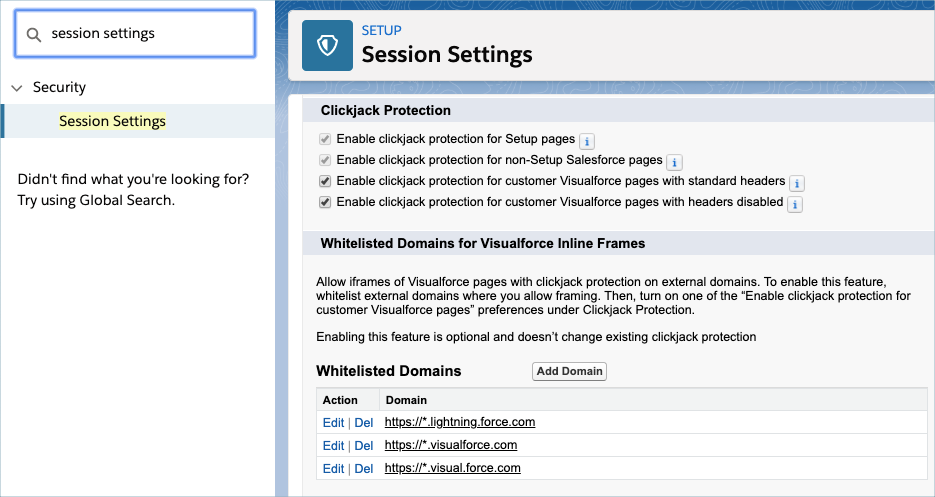 session settings
Security
Session Settings
Didn't find what you're looking for?
Try using Global Search.
SETUP
Session Settings
Clickjack Protection
Enable clickjack protection for Setup pages
Enable clickjack protection for non-Setup Salesforce pages
Enable clickjack protection for customer Visualforce pages with standard headers
Enable clickjack protection for customer Visualforce pages with headers disabled
Whitelisted Domains for Visualforce Inline Frames
Allow iframes of Visualforce pages with clickjack protection on external domains. To enable this feature,
whitelist external domains where you allow framing. Then, turn on one of the “Enable clickjack protection for
customer Visualforce pages” preferences under Clickjack Protection.
Enabling this feature is optional and doesn’t change existing clickjack protection
Whitelisted Domains Add Domain
Action Domain
Edit | Del https://*.lightning.force.com
Edit | Del https://*.visualforce.com
Edit | Del https://*.visual.force.com